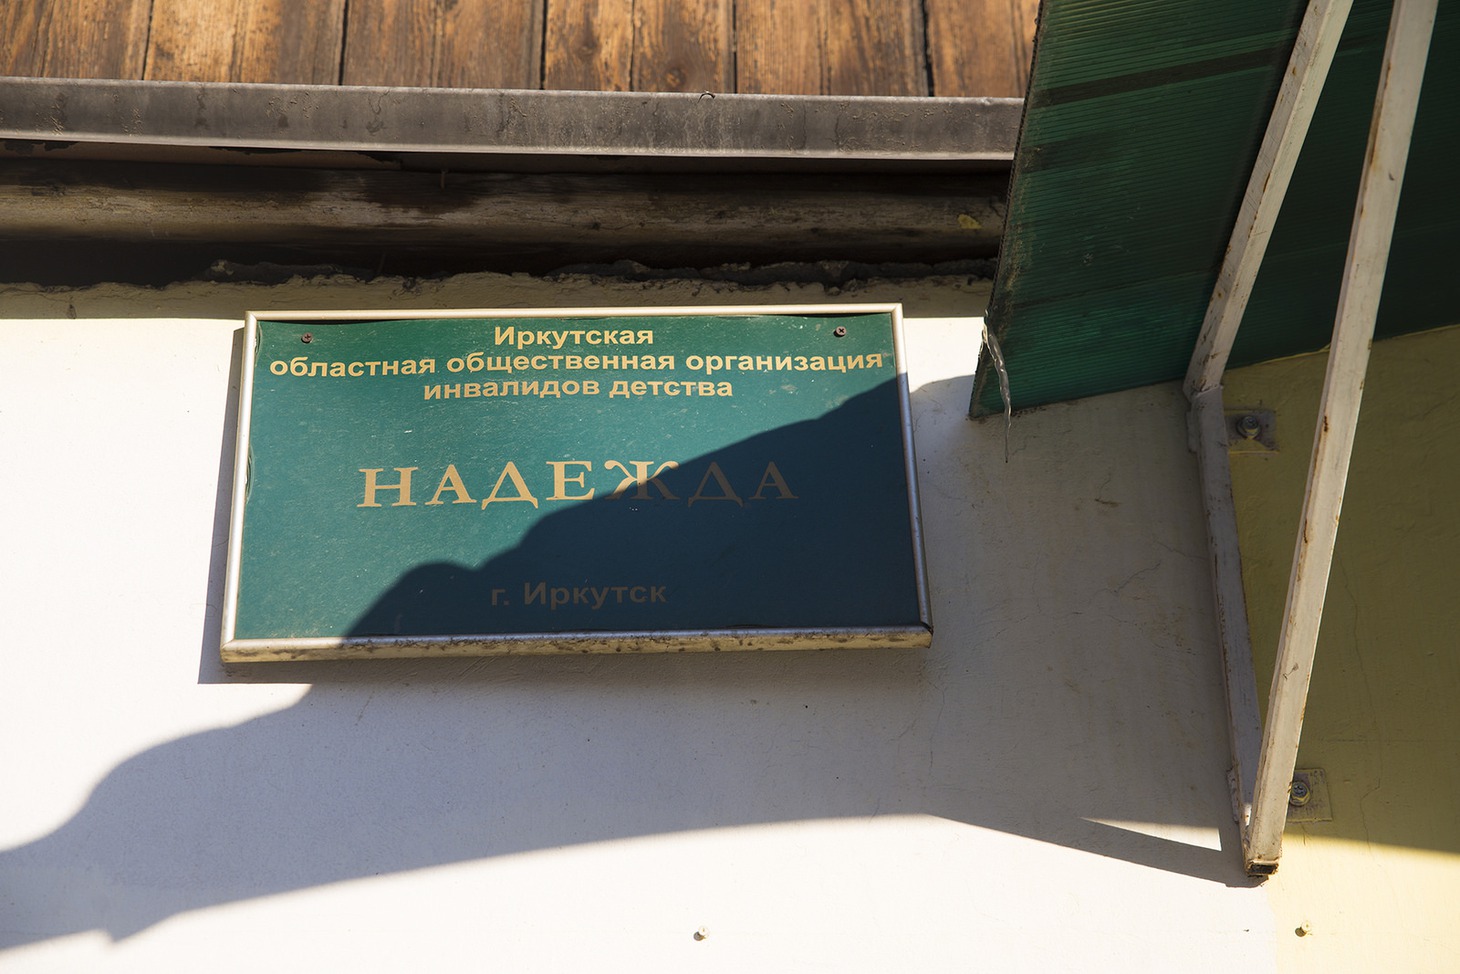 Иркутская
областная общественная организация
инвалидов детства
НАДЕЖДА
г. Иркутск